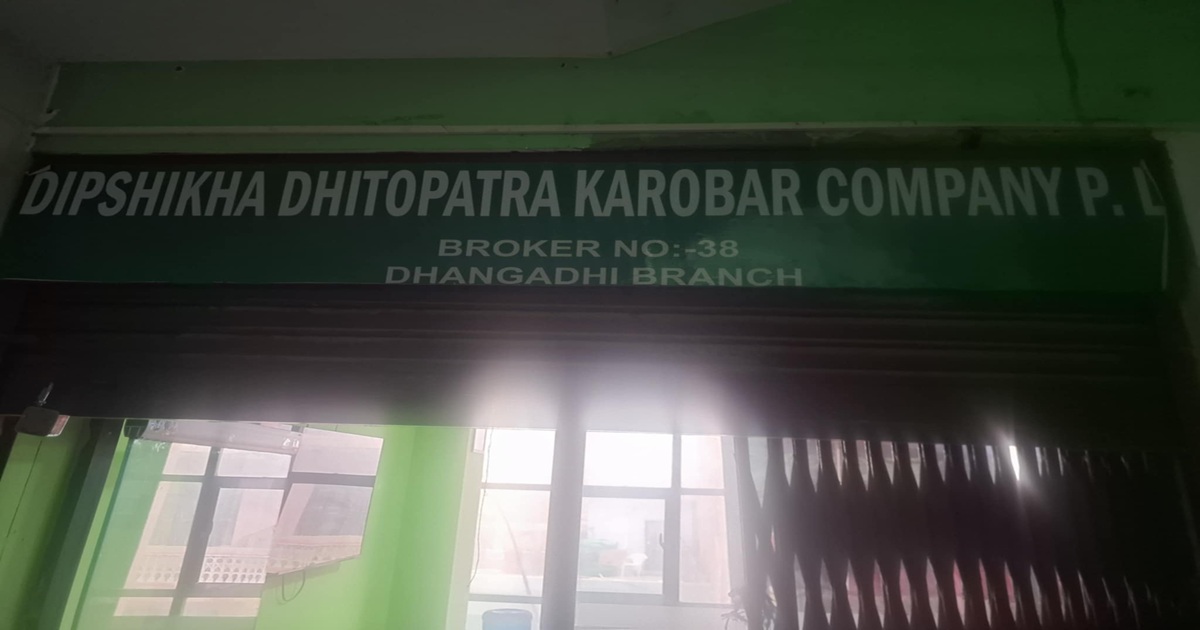 DIPSHIKHA DHITOPATRA KAROBAR COMPANY P. L
BROKER NO:-38
DHANGADHI BRANCH